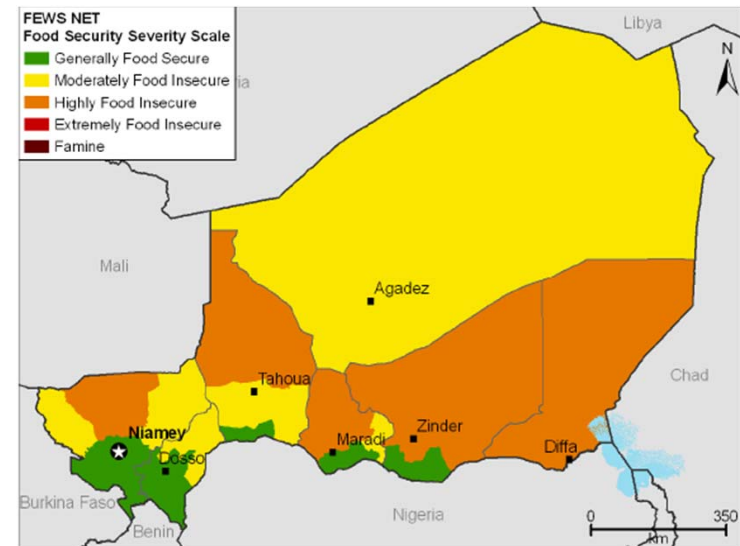 FEWS NET
Food Security Severity Scale
Generally Food Secure
Moderately Food Insecure
Highly Food Insecure
Extremely Food Insecure
Famine
Libya
ria
N
Mali
Agadez
Chad
Tahoua
Niamey
Maradi
Zinder
Diffa
Dosso
Burkina Faso
Benin
Nigeria
0 350
km